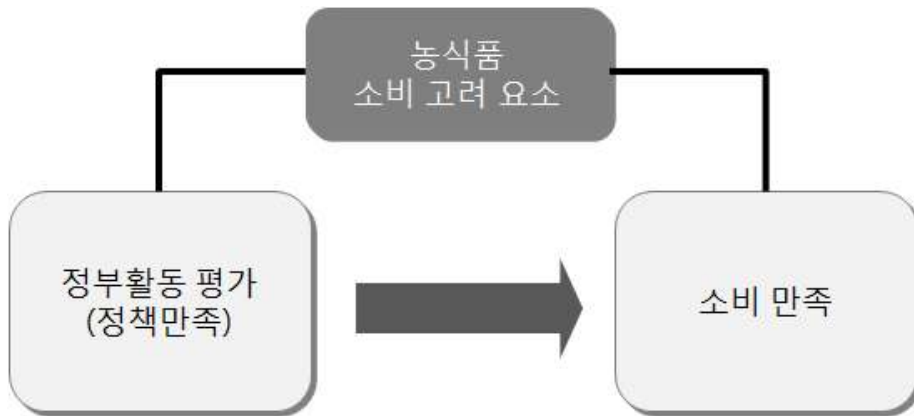 농식품
소비 고려 요소
정부활동 평가
(정책만족)
소비 만족